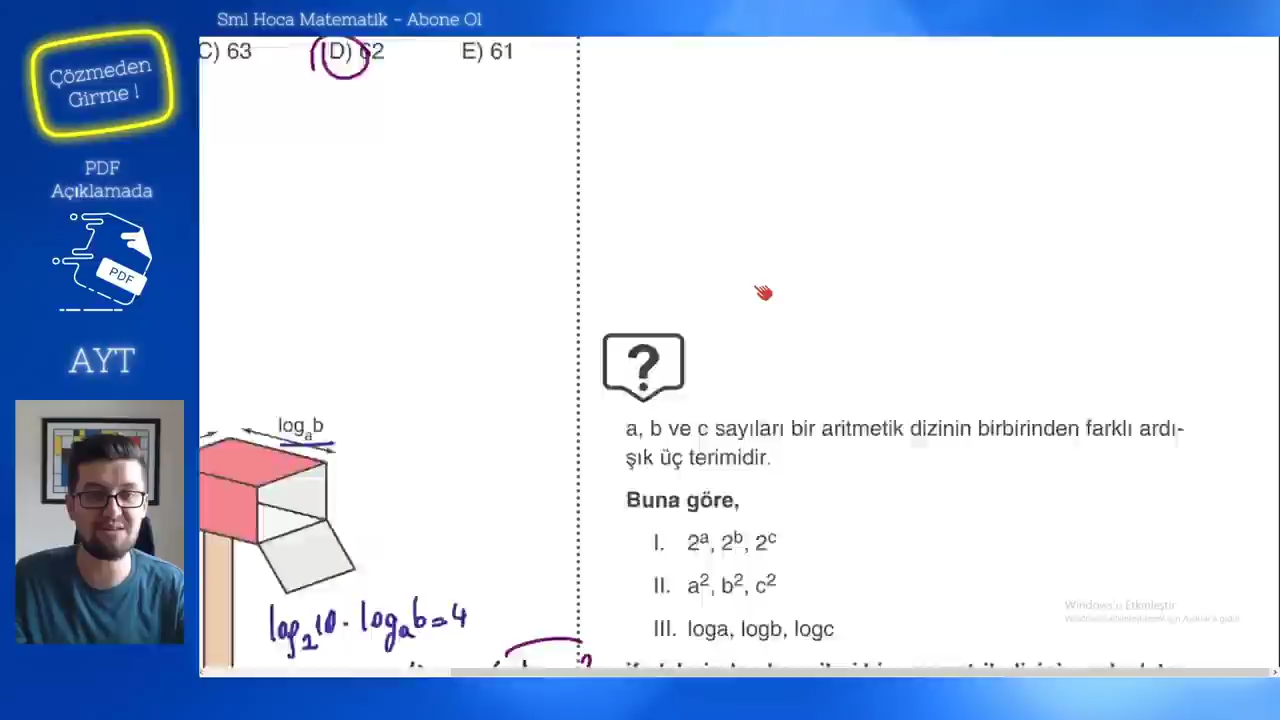 Sml Hoca Matematik - Abone Ol
Çözmeden
Girme !
PDF
Açıklamada
PDF
AYT
C) 63 D) 62 E) 61
logab
log210 · logab = 4
?
a, b ve c sayıları bir aritmetik dizinin birbirinden farklı ardı-
şık üç terimidir.
Buna göre,
I. 2ᵃ, 2ᵇ, 2ᶜ
II. a², b², c²
III. loga, logb, logc
Windows'u Etkinleştir